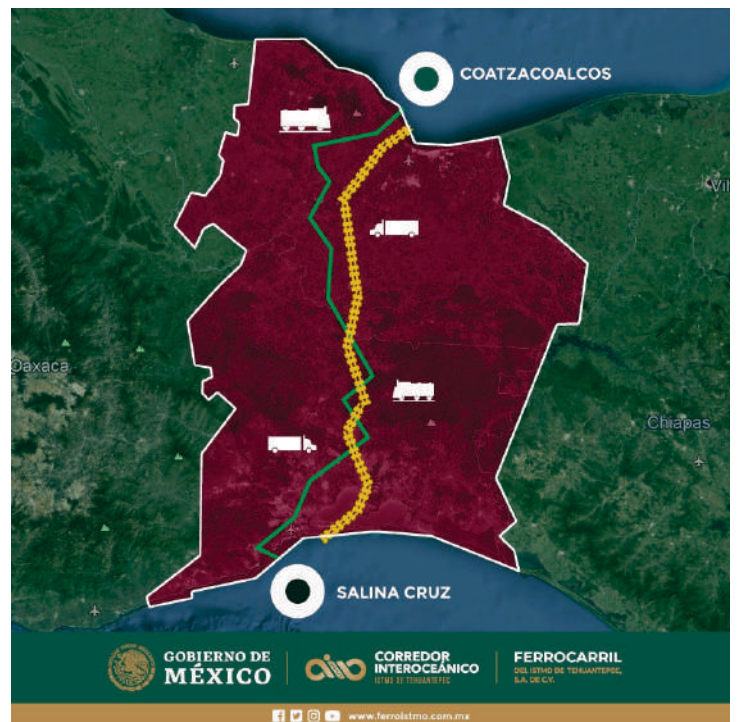 COATZACOALCOS
Vil
Oaxaca
Chiapas
SALINA CRUZ
GOBIERNO DE
MÉXICO
CORREDOR
INTEROCEÁNICO
ISTMO DE TEHUANTEPEC
FERROCARRIL
DEL ISTMO DE TEHUANTEPEC,
S.A. DE C.V.
www.ferroistmo.com.mx